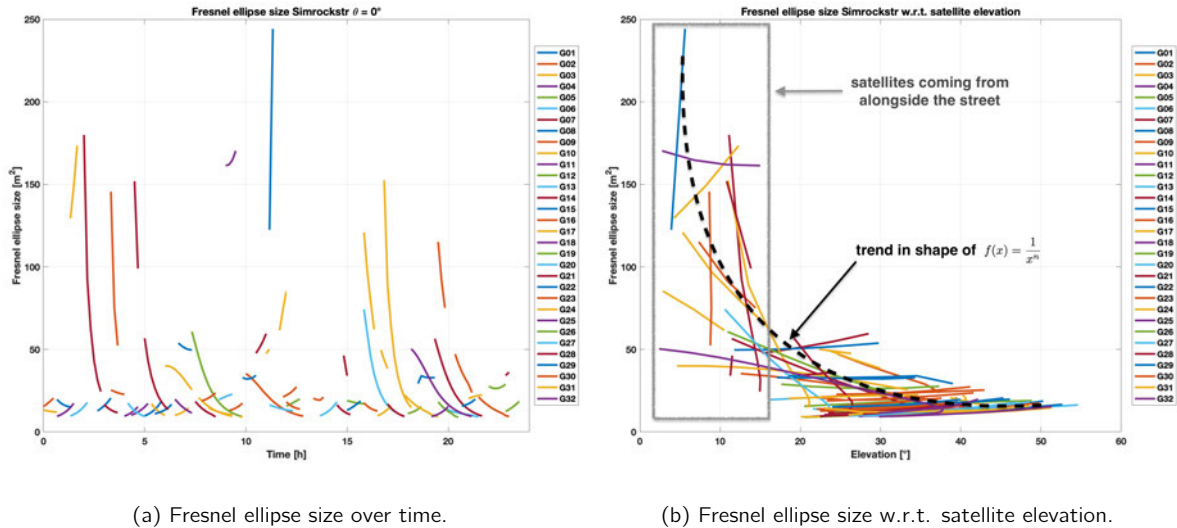 Fresnel ellipse size Simrockstr θ = 0°
250
200
150
100
50
0
Fresnel ellipse size [m²]
0
5
10
15
20
Time [h]
G01
G02
G03
G04
G05
G06
G07
G08
G09
G10
G11
G12
G13
G14
G15
G16
G17
G18
G19
G20
G21
G22
G23
G24
G25
G26
G27
G28
G29
G30
G31
G32
(a) Fresnel ellipse size over time.
Fresnel ellipse size Simrockstr w.r.t. satellite elevation
250
200
150
100
50
0
Fresnel ellipse size [m²]
0
10
20
30
40
50
60
Elevation [°]
satellites coming from
alongside the street
trend in shape of f(x) = 1/xⁿ
G01
G02
G03
G04
G05
G06
G07
G08
G09
G10
G11
G12
G13
G14
G15
G16
G17
G18
G19
G20
G21
G22
G23
G24
G25
G26
G27
G28
G29
G30
G31
G32
(b) Fresnel ellipse size w.r.t. satellite elevation.